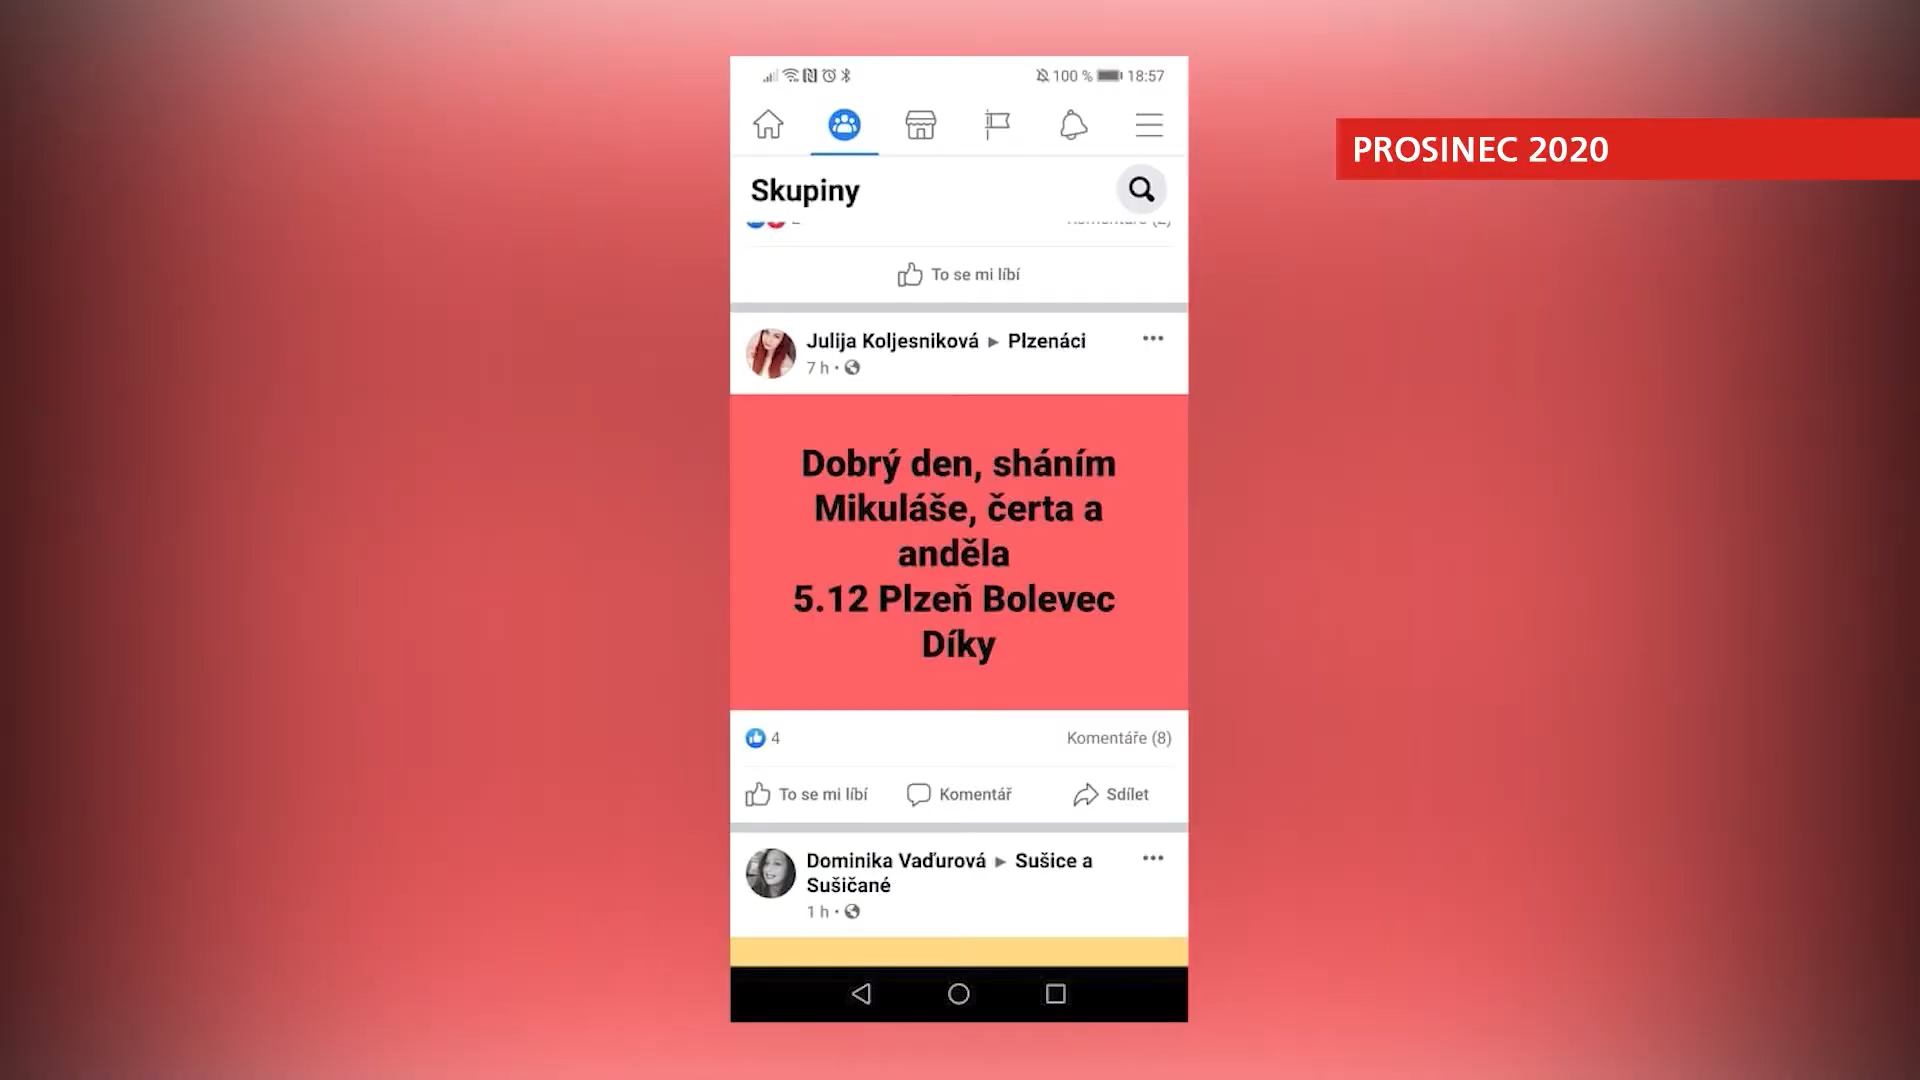 100 % 18:57
PROSINEC 2020
Skupiny
To se mi líbí
Julija Koljesniková ▸ Plzenáci
7 h ·
Dobrý den, sháním
Mikuláše, čerta a
anděla
5.12 Plzeň Bolevec
Díky
4 Komentáře (8)
To se mi líbí Komentář Sdílet
Dominika Vaďurová ▸ Sušice a
Sušičané
1 h ·